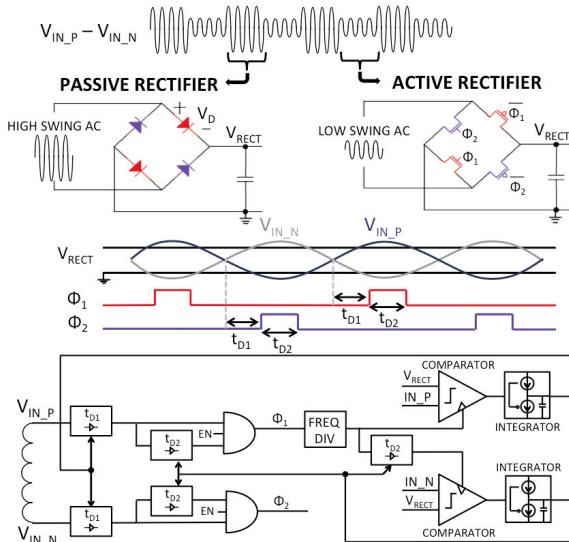 V_IN_P – V_IN_N
PASSIVE RECTIFIER
ACTIVE RECTIFIER
HIGH SWING AC
+
V_D
–
V_RECT
LOW SWING AC
Φ̅₁
Φ₂
Φ₁
Φ̅₂
V_RECT
V_IN_N
V_IN_P
V_RECT
Φ₁
t_D1
t_D2
Φ₂
t_D1
t_D2
COMPARATOR
V_RECT
IN_P
INTEGRATOR
V_IN_P
t_D1
t_D2
EN
Φ₁
FREQ
DIV
t_D2
INTEGRATOR
IN_N
V_RECT
COMPARATOR
t_D2
EN
Φ₂
t_D1
V_IN_N